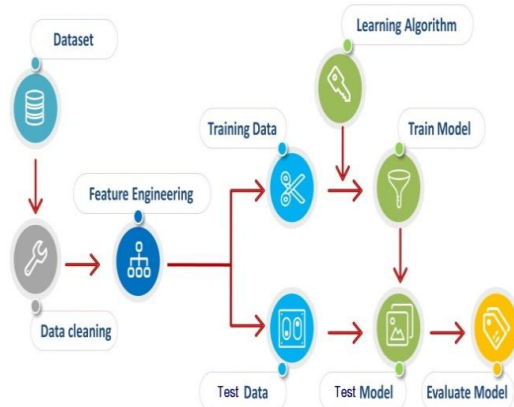 Dataset
Learning Algorithm
Training Data
Train Model
Feature Engineering
Data cleaning
Test Data
Test Model
Evaluate Model